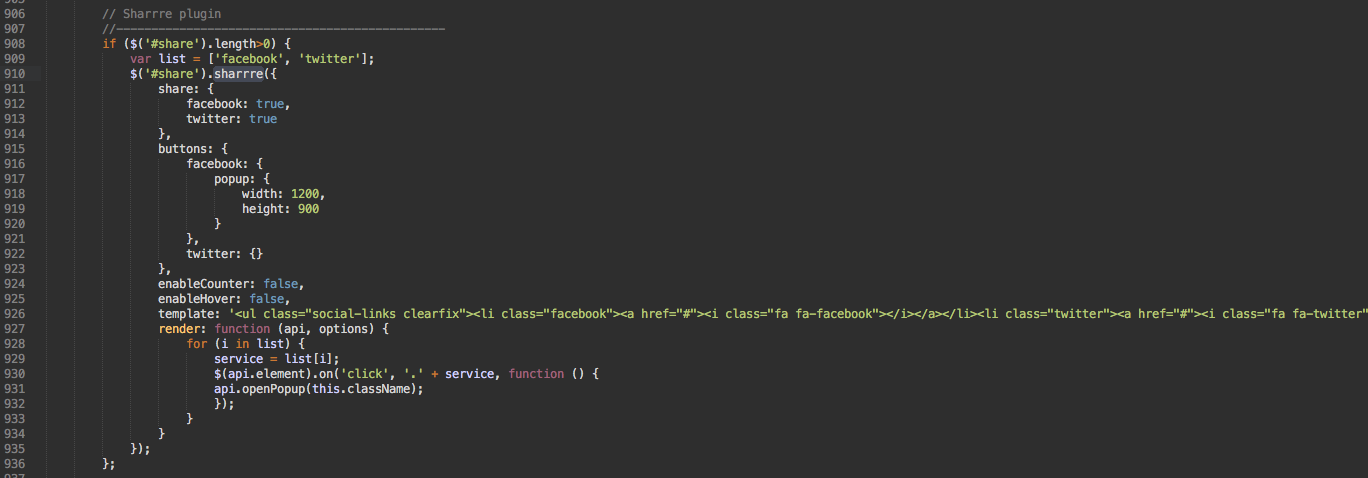 906 // Sharrre plugin
907 //-----------------------------------------------
908 if ($('#share').length>0) {
909 var list = ['facebook', 'twitter'];
910 $('#share').sharrre({
911 share: {
912 facebook: true,
913 twitter: true
914 },
915 buttons: {
916 facebook: {
917 popup: {
918 width: 1200,
919 height: 900
920 }
921 },
922 twitter: {}
923 },
924 enableCounter: false,
925 enableHover: false,
926 template: '<ul class="social-links clearfix"><li class="facebook"><a href="#"><i class="fa fa-facebook"></i></a></li><li class="twitter"><a href="#"><i class="fa fa-twitter"
927 render: function (api, options) {
928 for (i in list) {
929 service = list[i];
930 $(api.element).on('click', '.' + service, function () {
931 api.openPopup(this.className);
932 });
933 }
934 }
935 });
936 };